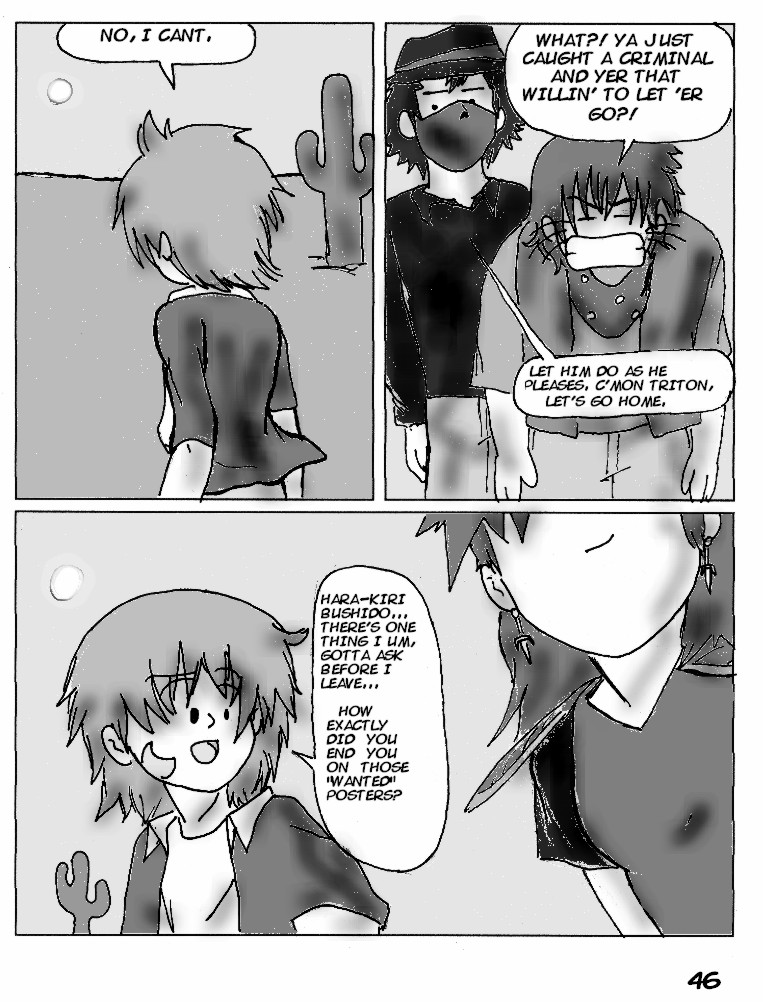 NO, I CANT.
WHAT?! YA JUST
CAUGHT A CRIMINAL
AND YER THAT
WILLIN' TO LET 'ER
GO?!
LET HIM DO AS HE
PLEASES. C'MON TRITON,
LET'S GO HOME.
HARA-KIRI
BUSHIDO...
THERE'S ONE
THING I UM,
GOTTA ASK
BEFORE I
LEAVE...
HOW
EXACTLY
DID YOU
END YOU
ON THOSE
"WANTED"
POSTERS?
46